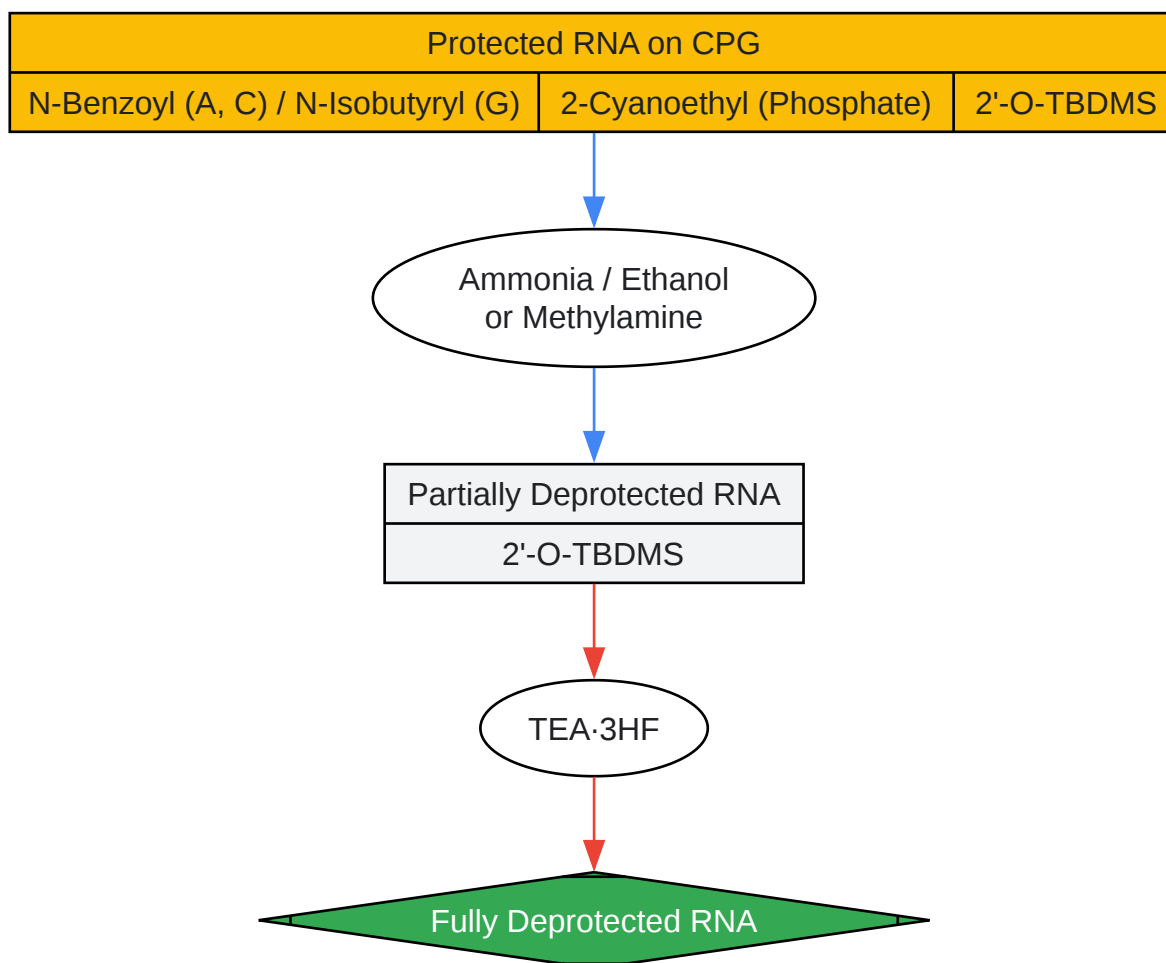 Protected RNA on CPG
N-Benzoyl (A, C) / N-Isobutyryl (G)
2-Cyanoethyl (Phosphate)
2'-O-TBDMS
Ammonia / Ethanol
or Methylamine
Partially Deprotected RNA
2'-O-TBDMS
TEA·3HF
Fully Deprotected RNA